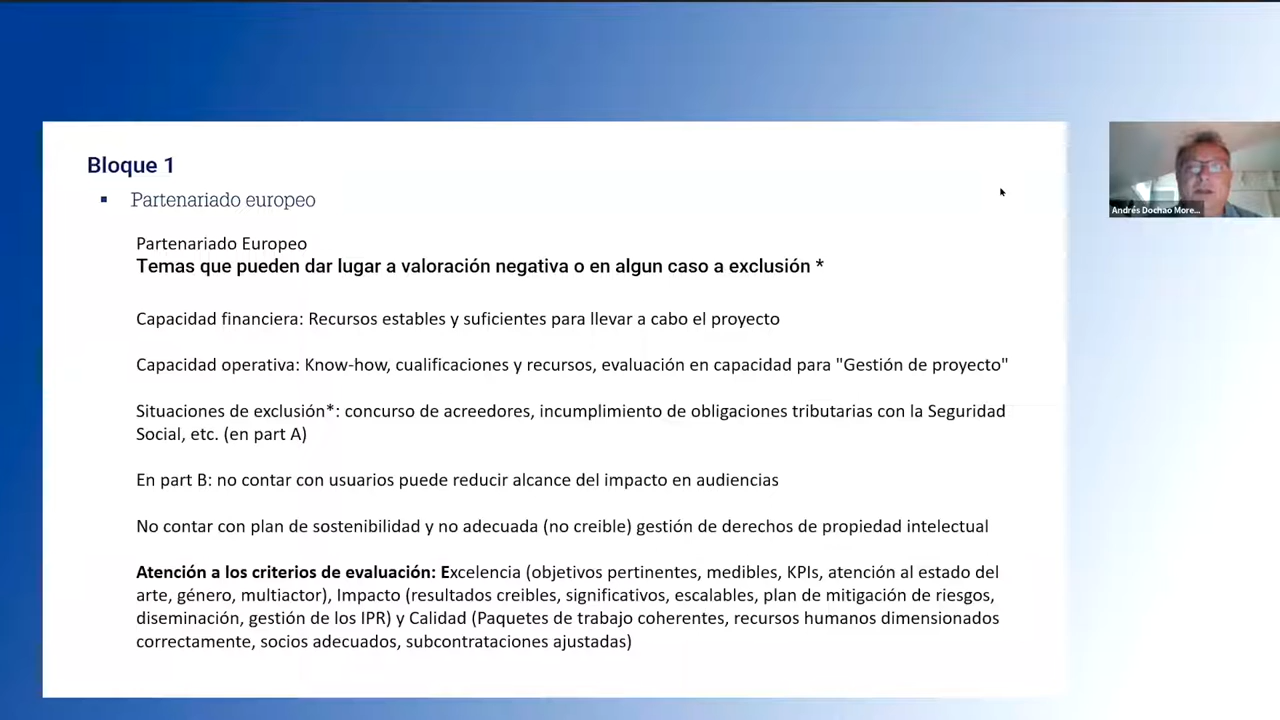 Bloque 1
▪ Partenariado europeo
Partenariado Europeo
Temas que pueden dar lugar a valoración negativa o en algun caso a exclusión *
Capacidad financiera: Recursos estables y suficientes para llevar a cabo el proyecto
Capacidad operativa: Know-how, cualificaciones y recursos, evaluación en capacidad para "Gestión de proyecto"
Situaciones de exclusión*: concurso de acreedores, incumplimiento de obligaciones tributarias con la Seguridad
Social, etc. (en part A)
En part B: no contar con usuarios puede reducir alcance del impacto en audiencias
No contar con plan de sostenibilidad y no adecuada (no creible) gestión de derechos de propiedad intelectual
Atención a los criterios de evaluación: Excelencia (objetivos pertinentes, medibles, KPIs, atención al estado del
arte, género, multiactor), Impacto (resultados creibles, significativos, escalables, plan de mitigación de riesgos,
diseminación, gestión de los IPR) y Calidad (Paquetes de trabajo coherentes, recursos humanos dimensionados
correctamente, socios adecuados, subcontrataciones ajustadas)
Andrés Dochao More...